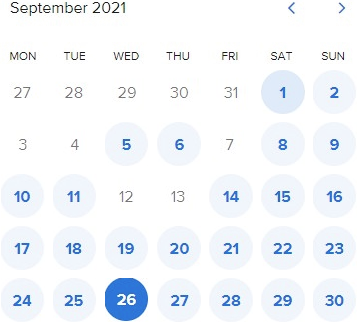 September 2021
MON TUE WED THU FRI SAT SUN
27 28 29 30 31 1 2
3 4 5 6 7 8 9
10 11 12 13 14 15 16
17 18 19 20 21 22 23
24 25 26 27 28 29 30